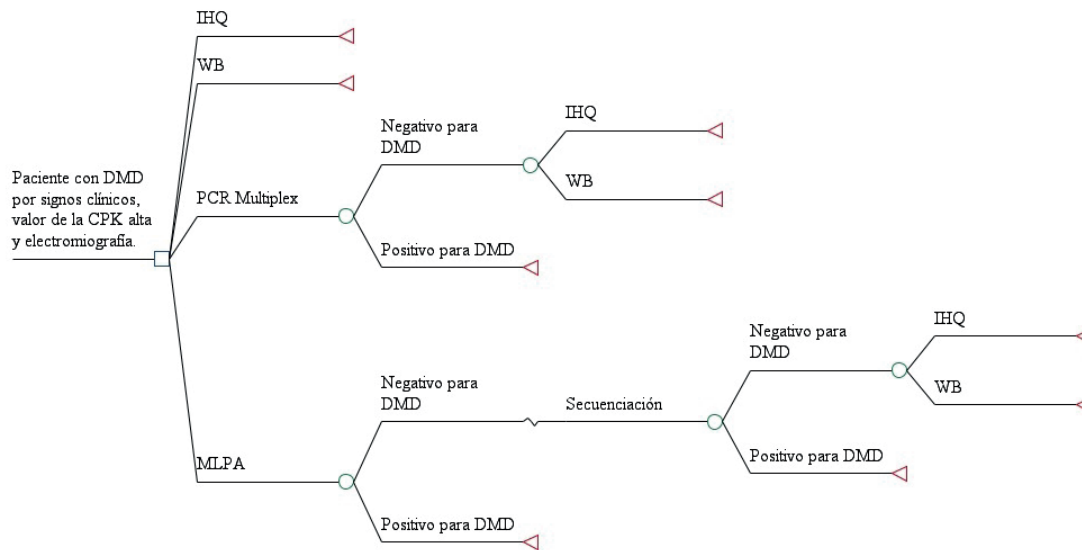 IHQ
WB
Negativo para
DMD
IHQ
WB
Paciente con DMD
por signos clínicos,
valor de la CPK alta
y electromiografía.
PCR Multiplex
Positivo para DMD
Negativo para
DMD
IHQ
WB
Negativo para
DMD
Secuenciación
Positivo para DMD
MLPA
Positivo para DMD